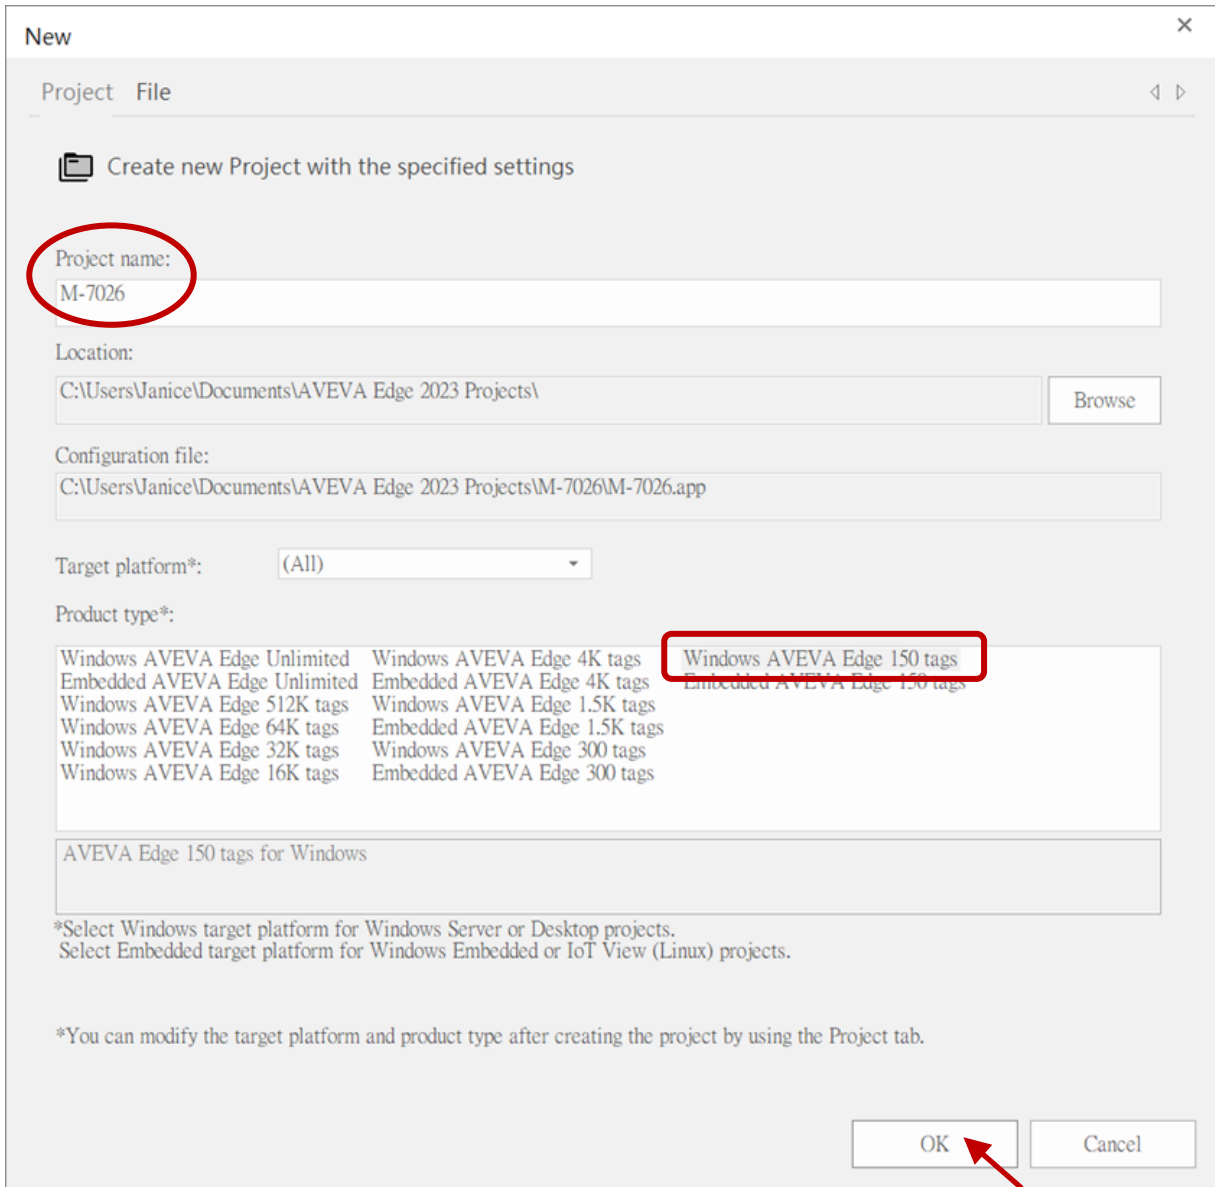 New
Project File
Create new Project with the specified settings
Project name:
M-7026
Location:
C:\Users\Janice\Documents\AVEVA Edge 2023 Projects\
Browse
Configuration file:
C:\Users\Janice\Documents\AVEVA Edge 2023 Projects\M-7026\M-7026.app
Target platform*: (All)
Product type*:
Windows AVEVA Edge Unlimited Windows AVEVA Edge 4K tags Windows AVEVA Edge 150 tags
Embedded AVEVA Edge Unlimited Embedded AVEVA Edge 4K tags Embedded AVEVA Edge 150 tags
Windows AVEVA Edge 512K tags Windows AVEVA Edge 1.5K tags
Windows AVEVA Edge 64K tags Embedded AVEVA Edge 1.5K tags
Windows AVEVA Edge 32K tags Windows AVEVA Edge 300 tags
Windows AVEVA Edge 16K tags Embedded AVEVA Edge 300 tags
AVEVA Edge 150 tags for Windows
*Select Windows target platform for Windows Server or Desktop projects.
Select Embedded target platform for Windows Embedded or IoT View (Linux) projects.
*You can modify the target platform and product type after creating the project by using the Project tab.
OK Cancel